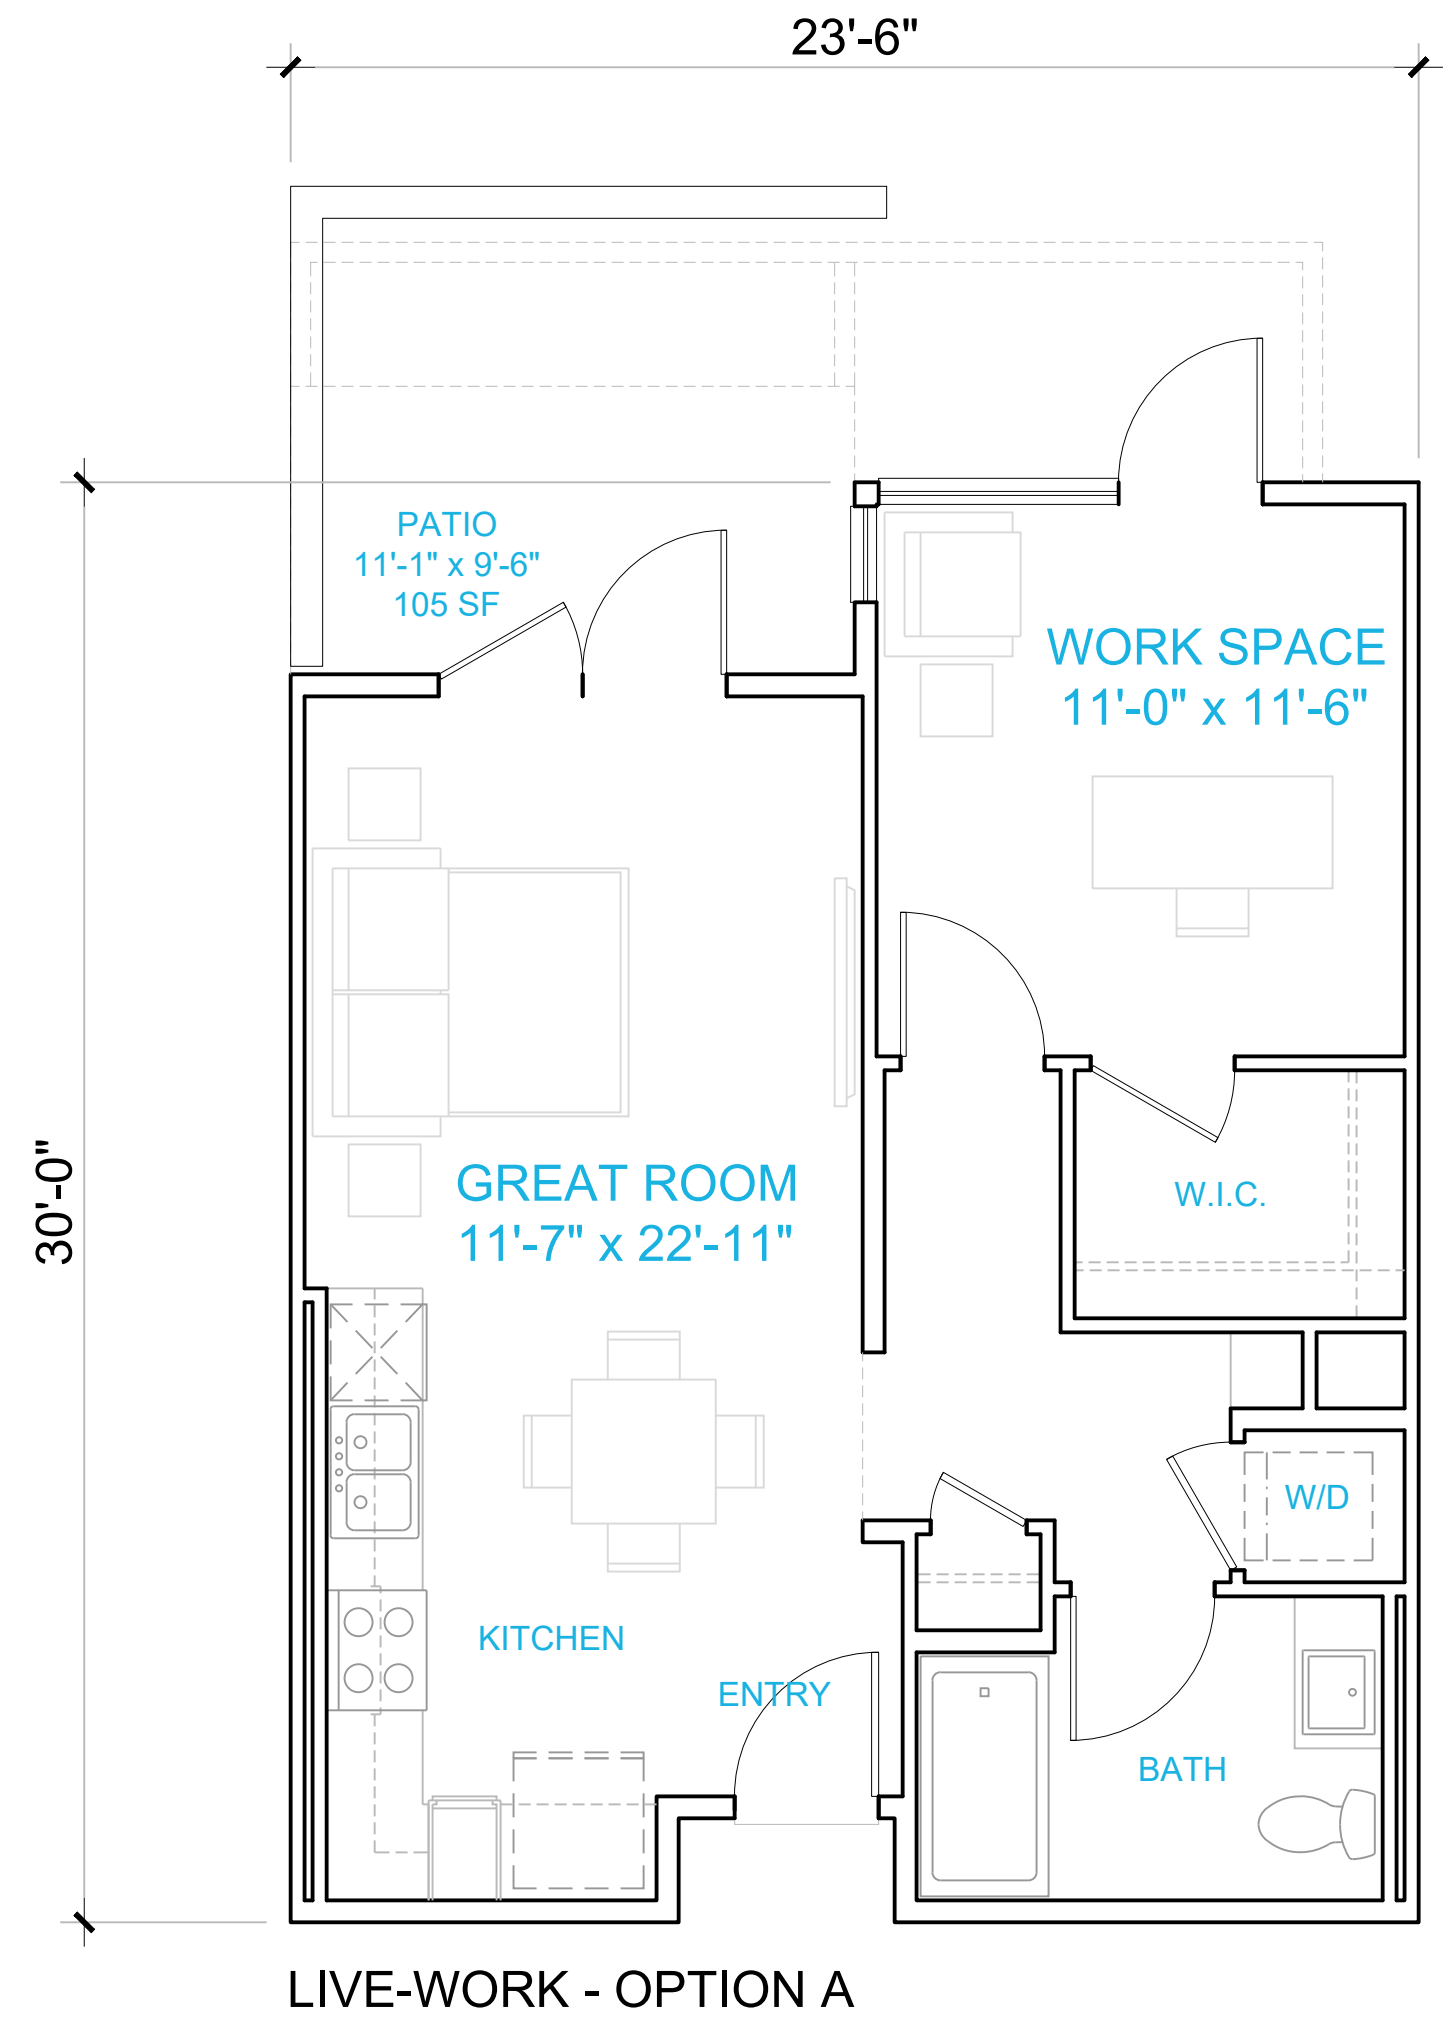 23'-6"
PATIO
11'-1" x 9'-6"
105 SF
WORK SPACE
11'-0" x 11'-6"
30'-0"
GREAT ROOM
11'-7" x 22'-11"
W.I.C.
W/D
KITCHEN
ENTRY
BATH
LIVE-WORK - OPTION A